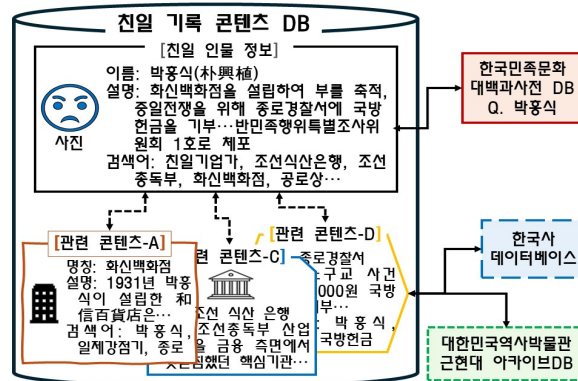 친일 기록 콘텐츠 DB
[친일 인물 정보]
사진
이름: 박흥식(朴興植)
설명: 화신백화점을 설립하여 부를 축적,
중일전쟁을 위해 종로경찰서에 국방
헌금을 기부…반민족행위특별조사위
원회 1호로 체포
검색어: 친일기업가, 조선식산은행, 조선
총독부, 화신백화점, 공로상…
한국민족문화
대백과사전 DB
Q. 박흥식
[관련 콘텐츠-A]
명칭: 화신백화점
설명: 1931년 박흥
식이 설립한 和
信百貨店은…
검색어: 박흥식,
일제강점기, 종로
련 콘텐츠-C]
조선 식산 은행
조선총독부 산업
을 금융 측면에서
했던 핵심기관…
[관련 콘텐츠-D]
종로경찰서
구교 사건
000원 국방
부…
박흥식,
국방헌금
한국사
데이터베이스
대한민국역사박물관
근현대 아카이브DB